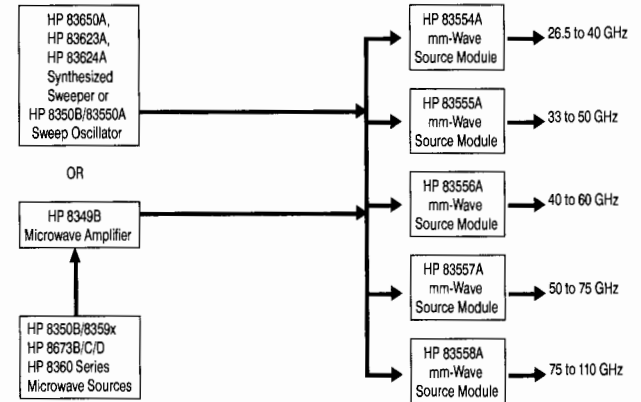 HP 83650A,
HP 83623A,
HP 83624A
Synthesized
Sweeper or
HP 8350B/83550A
Sweep Oscillator
OR
HP 8349B
Microwave Amplifier
HP 8350B/8359x
HP 8673B/C/D
HP 8360 Series
Microwave Sources
HP 83554A
mm-Wave
Source Module
26.5 to 40 GHz
HP 83555A
mm-Wave
Source Module
33 to 50 GHz
HP 83556A
mm-Wave
Source Module
40 to 60 GHz
HP 83557A
mm-Wave
Source Module
50 to 75 GHz
HP 83558A
mm-Wave
Source Module
75 to 110 GHz